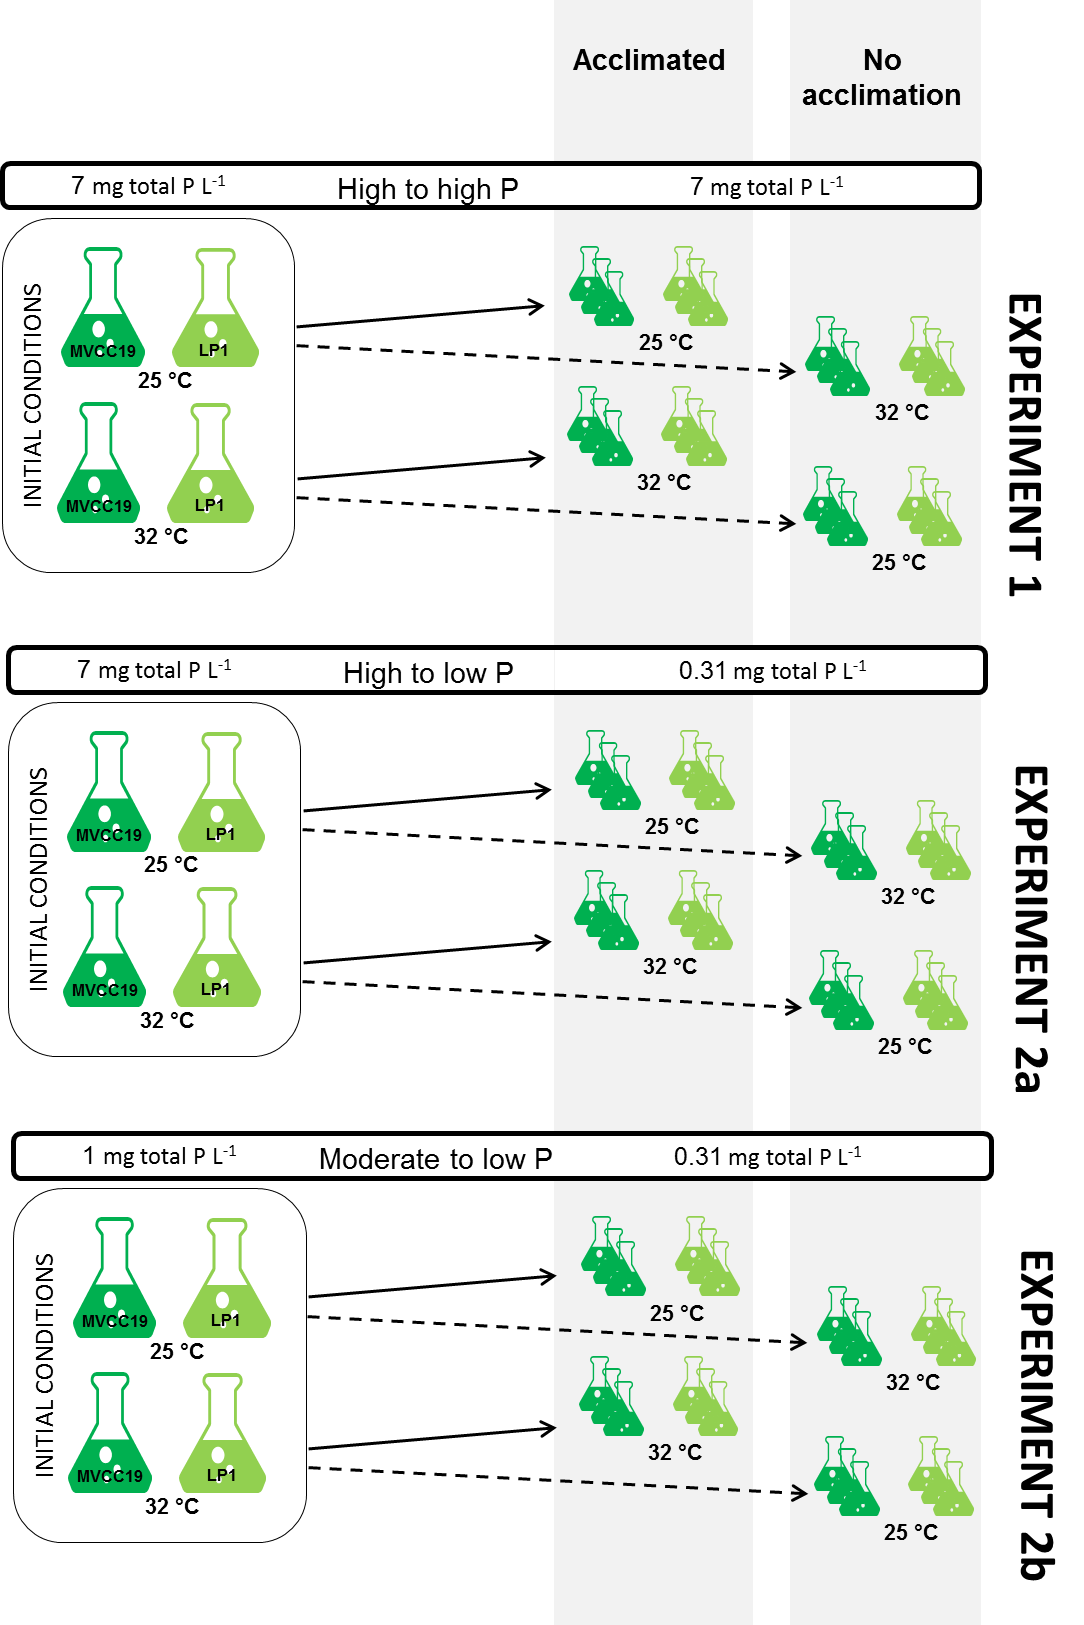 Acclimated
No
acclimation
7 mg total P L-1
High to high P
7 mg total P L-1
INITIAL CONDITIONS
MVCC19
LP1
25 °C
MVCC19
LP1
32 °C
25 °C
32 °C
32 °C
25 °C
EXPERIMENT 1
7 mg total P L-1
High to low P
0.31 mg total P L-1
INITIAL CONDITIONS
MVCC19
LP1
25 °C
MVCC19
LP1
32 °C
25 °C
32 °C
32 °C
25 °C
EXPERIMENT 2a
1 mg total P L-1
Moderate to low P
0.31 mg total P L-1
INITIAL CONDITIONS
MVCC19
LP1
25 °C
MVCC19
LP1
32 °C
25 °C
32 °C
32 °C
25 °C
EXPERIMENT 2b